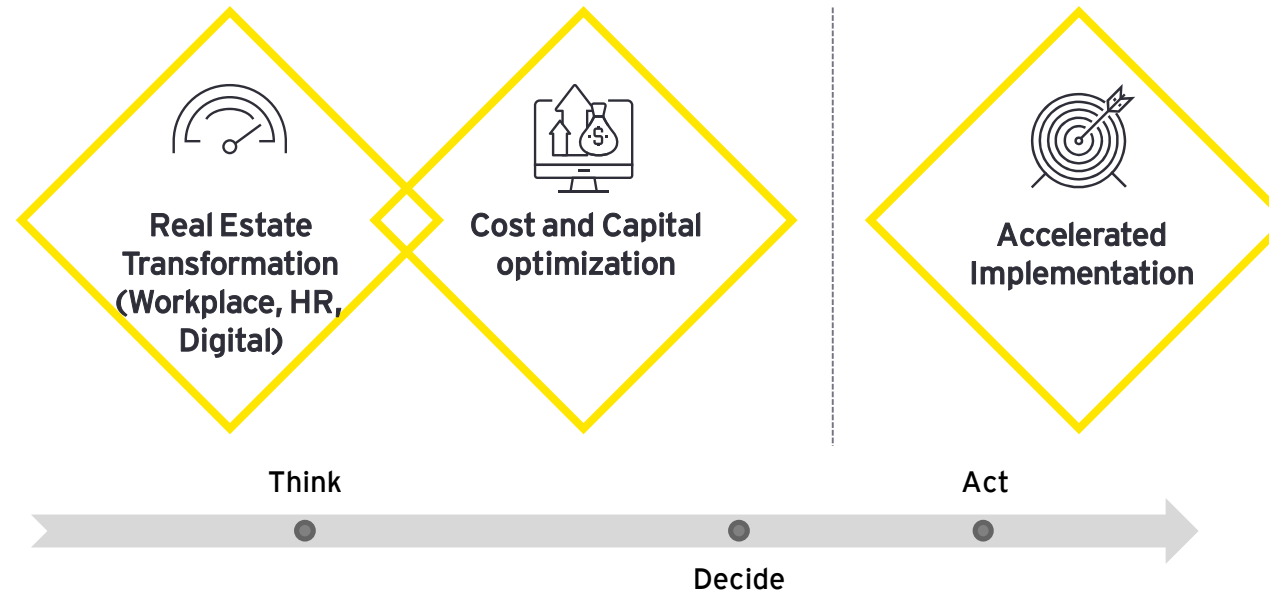 Real Estate
Transformation
(Workplace, HR,
Digital)
$
Cost and Capital
optimization
Accelerated
Implementation
Think
Act
Decide